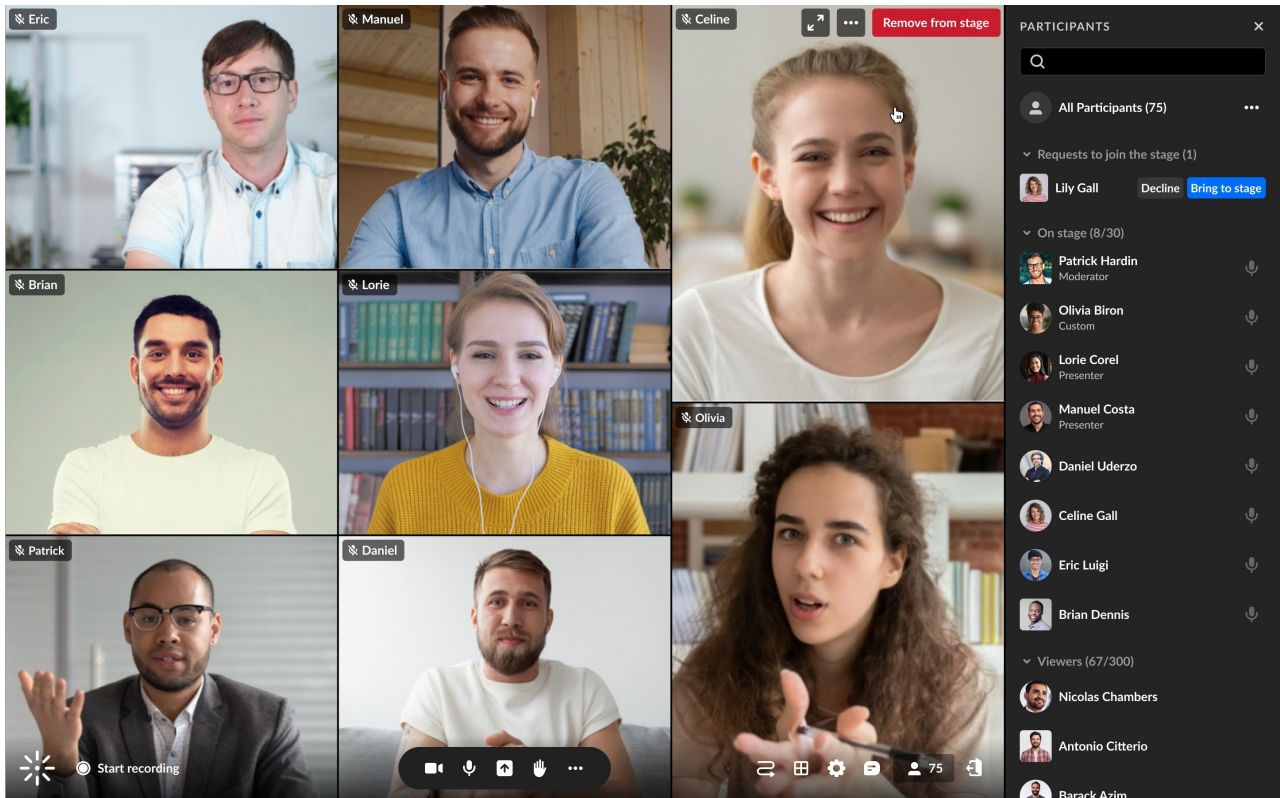 Eric
Manuel
Celine
Remove from stage
Brian
Lorie
Olivia
Patrick
Daniel
Start recording
75
PARTICIPANTS
All Participants (75)
Requests to join the stage (1)
Lily Gall
Decline
Bring to stage
On stage (8/30)
Patrick Hardin
Moderator
Olivia Biron
Custom
Lorie Corel
Presenter
Manuel Costa
Presenter
Daniel Uderzo
Celine Gall
Eric Luigi
Brian Dennis
Viewers (67/300)
Nicolas Chambers
Antonio Citterio
Barack Azim